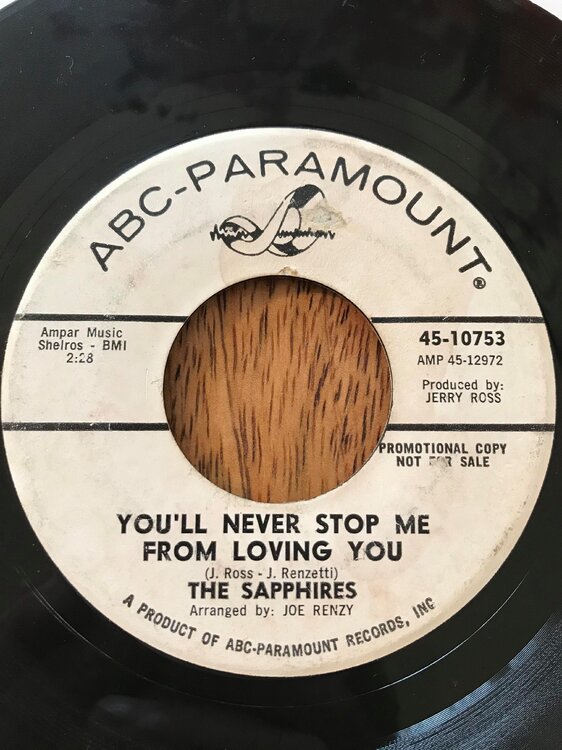 ABC-PARAMOUNT®
Ampar Music
Shelros - BMI
2:28
45-10753
AMP 45-12972
Produced by:
JERRY ROSS
PROMOTIONAL COPY
NOT FOR SALE
YOU'LL NEVER STOP ME
FROM LOVING YOU
(J. Ross - J. Renzetti)
THE SAPPHIRES
Arranged by: JOE RENZY
A PRODUCT OF ABC-PARAMOUNT RECORDS, INC